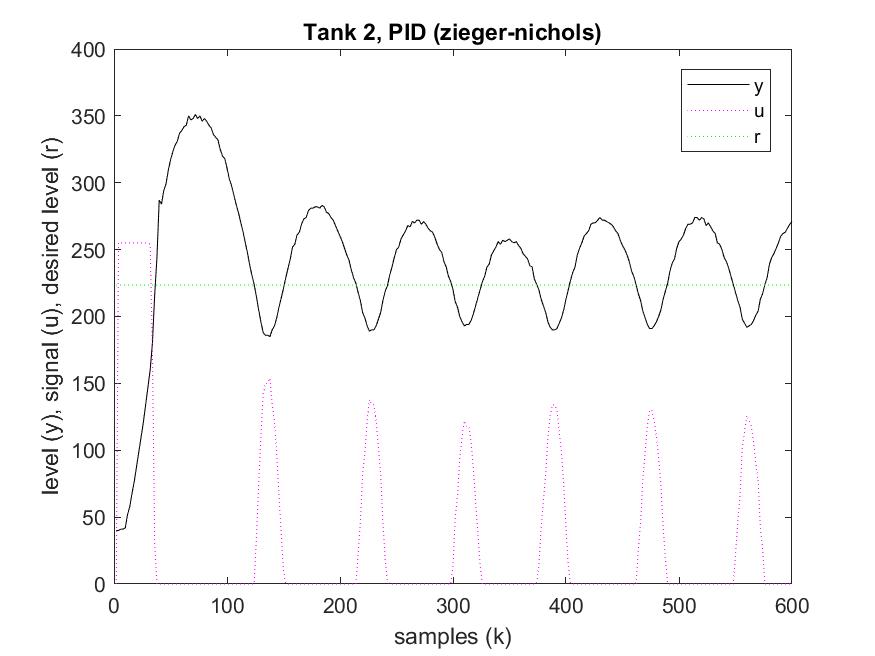 Tank 2, PID (zieger-nichols)
level (y), signal (u), desired level (r)
400
350
300
250
200
150
100
50
0
y
u
r
0 100 200 300 400 500 600
samples (k)